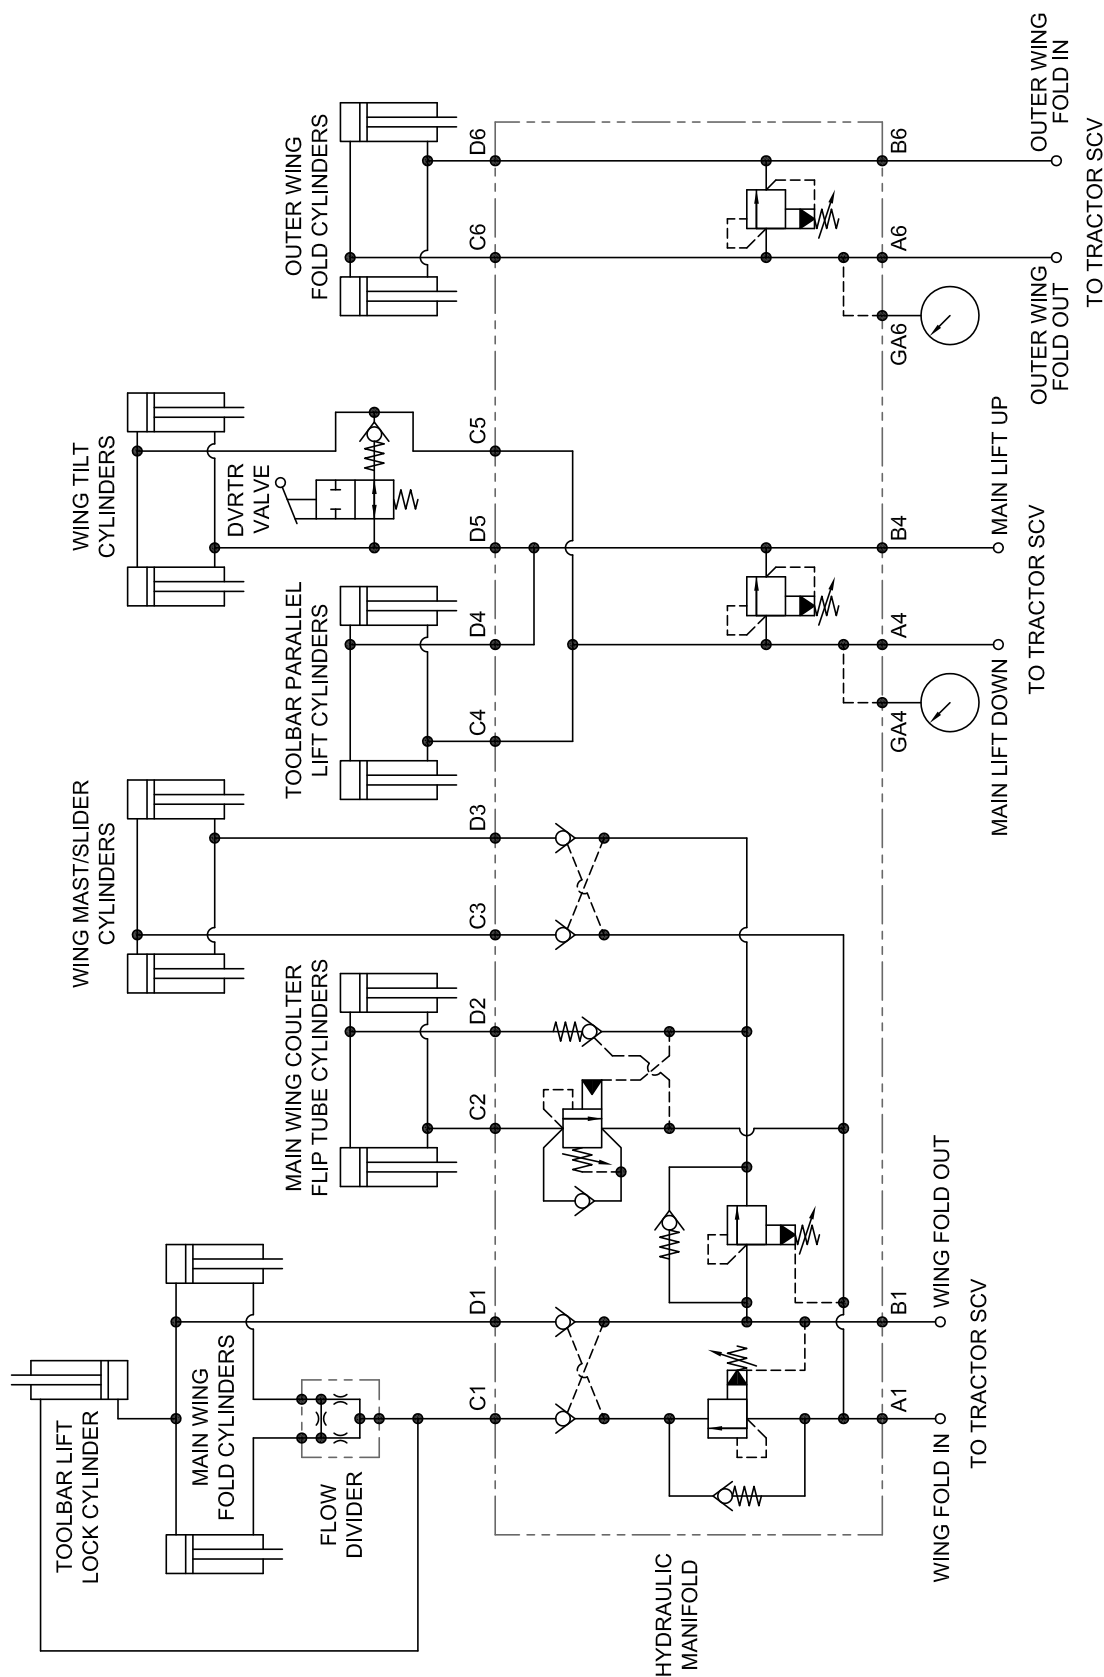 TOOLBAR LIFT
LOCK CYLINDER
MAIN WING
FOLD CYLINDERS
FLOW
DIVIDER
MAIN WING COULTER
FLIP TUBE CYLINDERS
WING MAST/SLIDER
CYLINDERS
TOOLBAR PARALLEL
LIFT CYLINDERS
WING TILT
CYLINDERS
DVRTR
VALVE
OUTER WING
FOLD CYLINDERS
C1
D1
C2
D2
C3
D3
C4
D4
D5
C5
C6
D6
HYDRAULIC
MANIFOLD
A1
B1
GA4
A4
B4
GA6
A6
B6
WING FOLD IN
WING FOLD OUT
TO TRACTOR SCV
MAIN LIFT DOWN
MAIN LIFT UP
TO TRACTOR SCV
OUTER WING
FOLD OUT
OUTER WING
FOLD IN
TO TRACTOR SCV